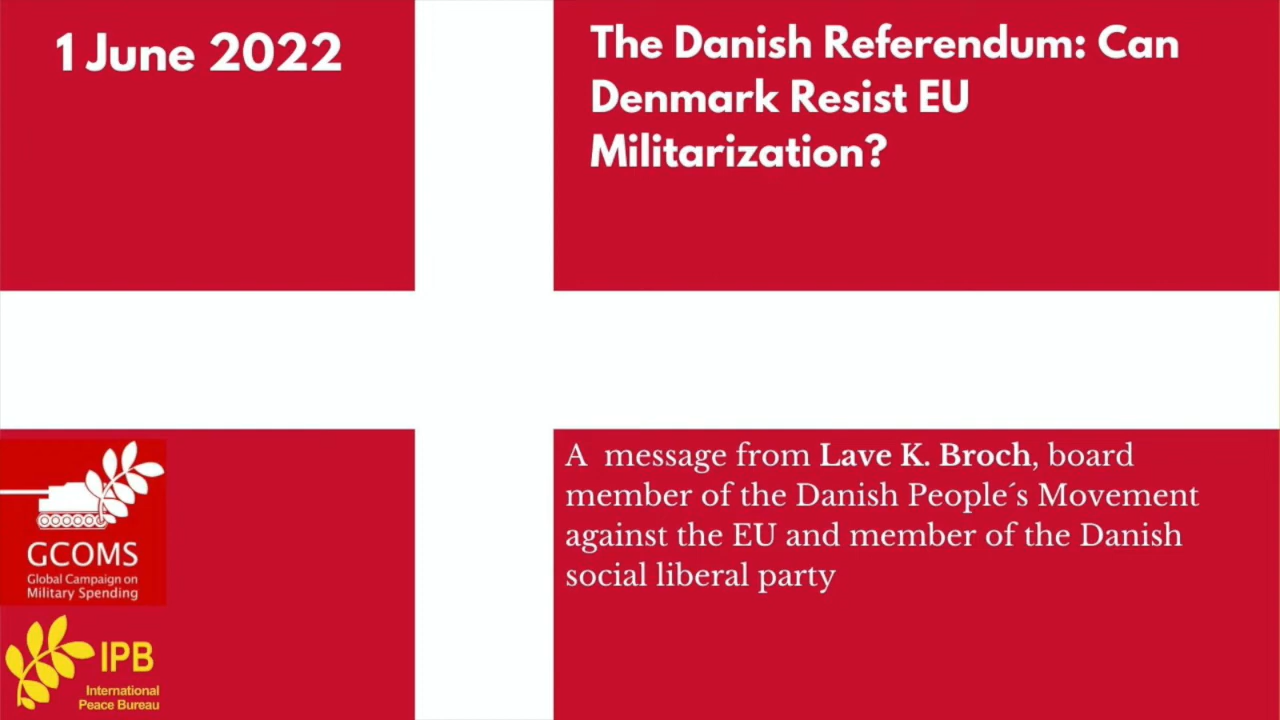 1 June 2022
The Danish Referendum: Can
Denmark Resist EU
Militarization?
A  message from Lave K. Broch, board
member of the Danish People´s Movement
against the EU and member of the Danish
social liberal party
GCOMS
Global Campaign on
Military Spending
IPB
International
Peace Bureau